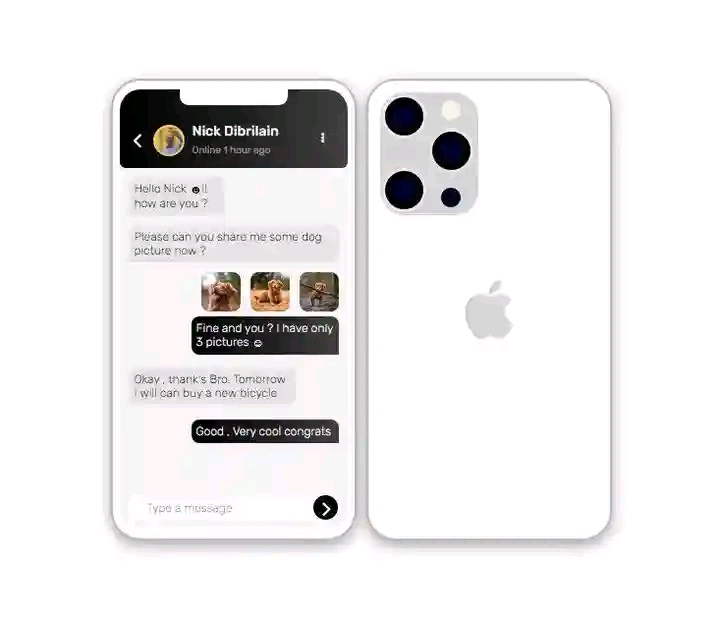 Nick Dibrilain
Online 1 hour ago
Hello Nick ☻ll
how are you ?
Please can you share me some dog
picture now ?
Fine and you ? I have only
3 pictures ☺
Okay , thank's Bro. Tomorrow
I will can buy a new bicycle
Good , Very cool congrats
Type a message